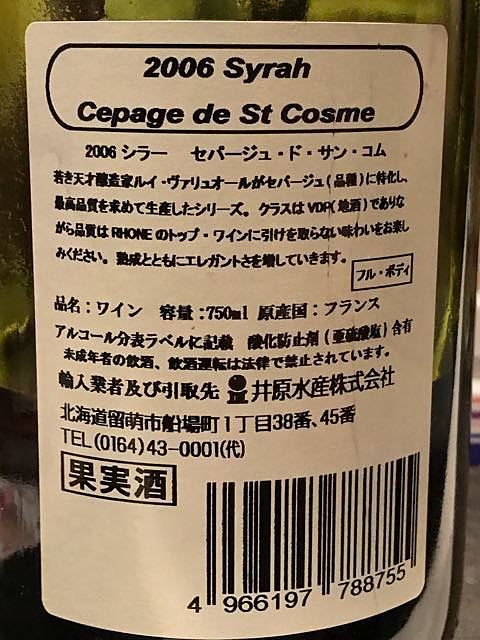 2006 Syrah
Cepage de St Cosme
2006 シラー　セパージュ・ド・サン・コム
若き天才醸造家ルイ・ヴァリュオールがセパージュ(品種)に特化し、
最高品質を求めて生産したシリーズ。クラスはVDP(地酒)でありな
がら品質はRHONEのトップ・ワインに引けを取らない味わいをお楽し
みください。熟成とともにエレガントさを増していきます。
フル・ボディ
品名：ワイン　容量：750ml 原産国：フランス
アルコール分表ラベルに記載　酸化防止剤(亜硫酸塩)含有
未成年者の飲酒、飲酒運転は法律で禁止されています。
輸入業者及び引取先　井原水産株式会社
北海道留萌市船場町1丁目38番、45番
TEL(0164)43-0001(代)
果実酒
4 966197 788755